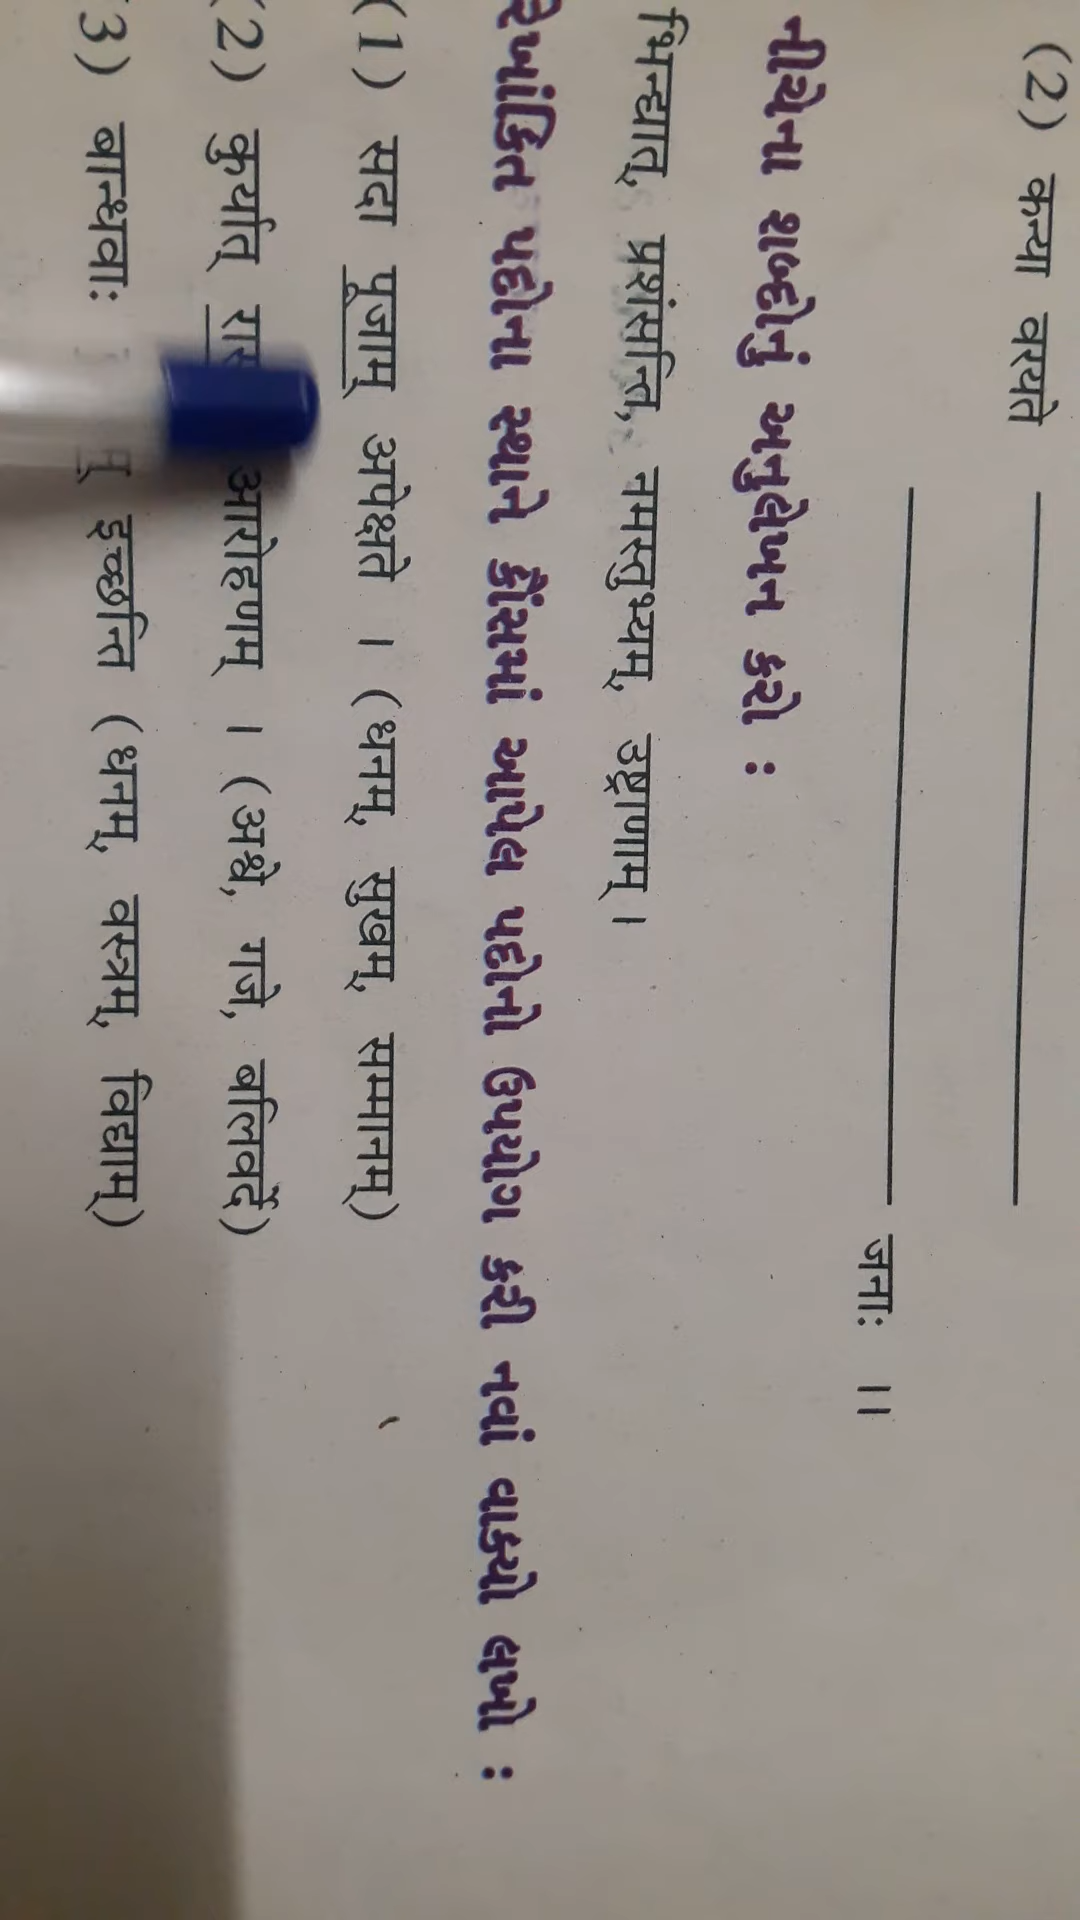 (2) कन्या वरयते
जनाः ।।
નીચેના શબ્દોનું અનુલેખન કરો :
भिन्द्यात्, प्रशंसन्ति, नमस्तुभ्यम्, उष्ट्राणाम् ।
રેખાંકિત પદોના સ્થાને કૌંસમાં આપેલ પદોનો ઉપયોગ કરી નવાં વાક્યો લખો :
(1) सदा पूजाम् अपेक्षते । (धनम्, सुखम्, सम्मानम्)
(2) कुर्यात् आरोहणम् । (अश्वे, गजे, बलिवर्दे)
(3) बान्धवाः इच्छन्ति (धनम्, वस्त्रम्, विद्याम्)